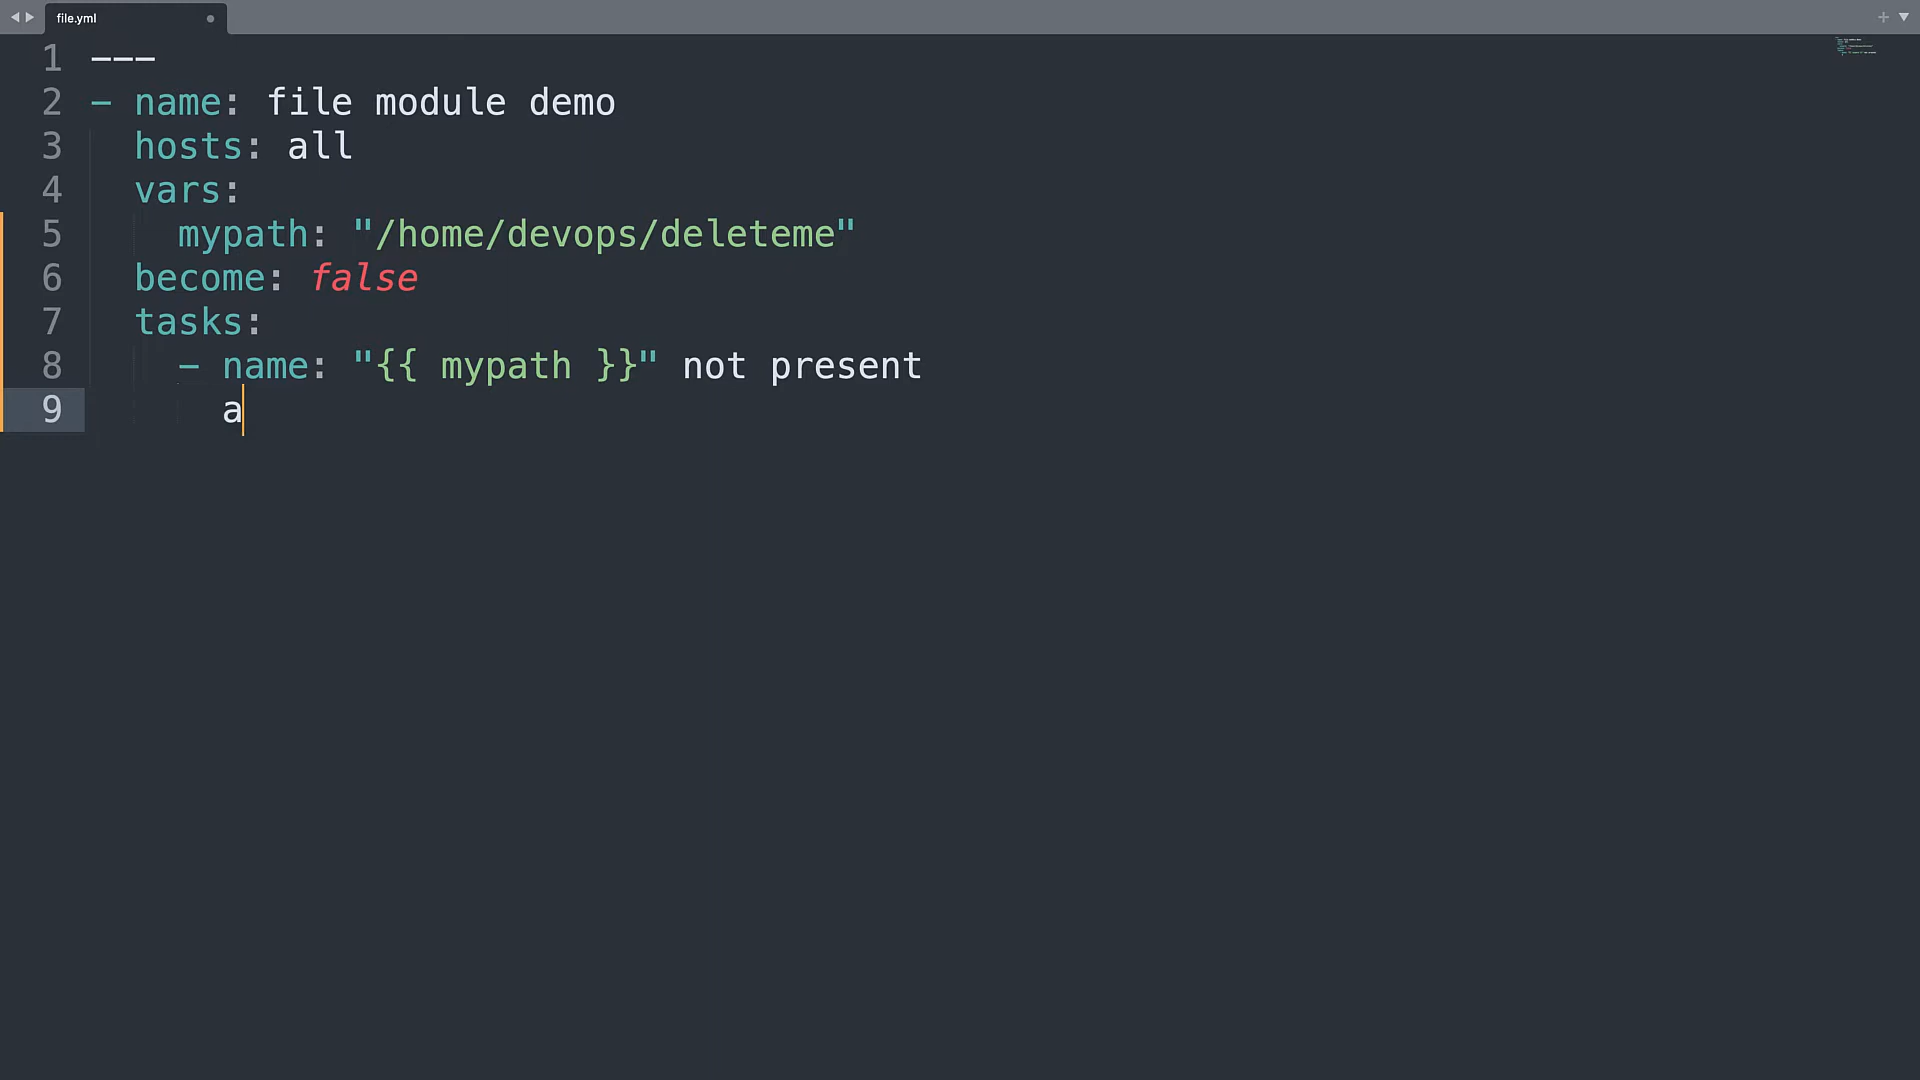 file.yml
1 ---
2 - name: file module demo
3   hosts: all
4   vars:
5     mypath: "/home/devops/deleteme"
6   become: false
7   tasks:
8     - name: "{{ mypath }}" not present
9       a